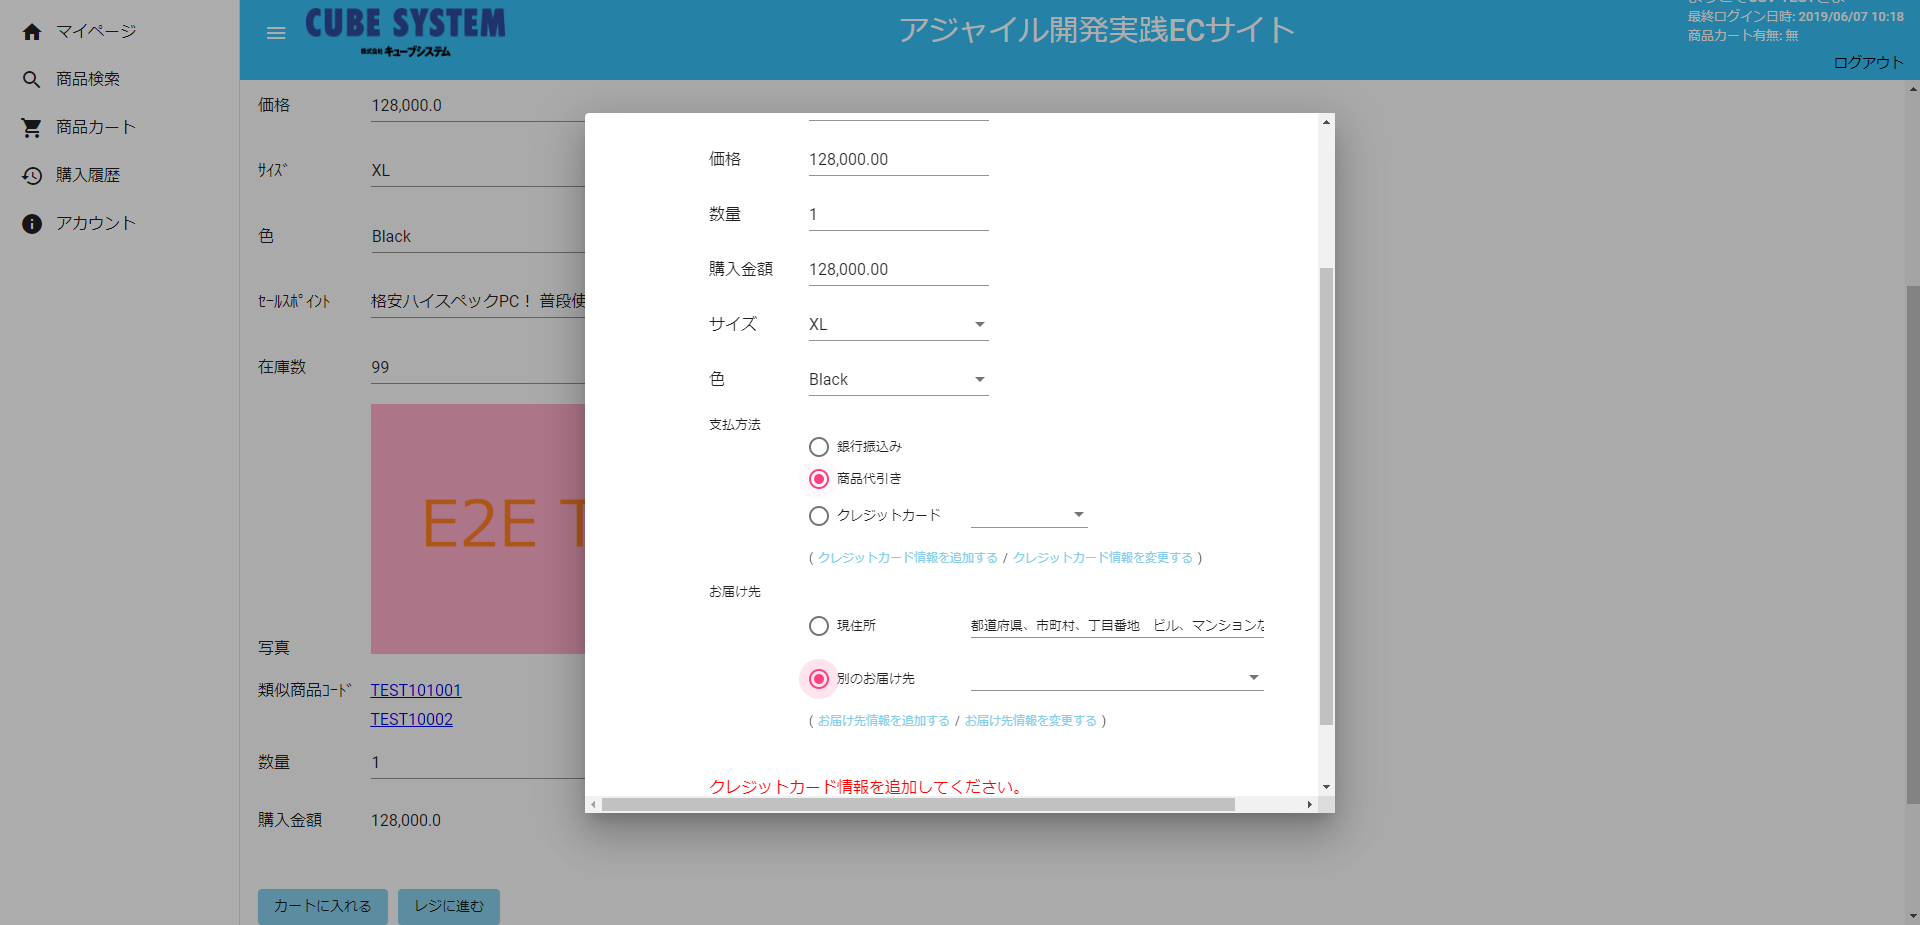 マイページ
商品検索
商品カート
購入履歴
アカウント
CUBE SYSTEM
株式会社 キューブシステム
アジャイル開発実践ECサイト
最終ログイン日時: 2019/06/07 10:18
商品カート有無: 無
ログアウト
価格 128,000.0
ｻｲｽﾞ XL
色 Black
ｾｰﾙｽﾎﾟｲﾝﾄ 格安ハイスペックPC！ 普段使
在庫数 99
E2E T
写真
類似商品ｺｰﾄﾞ TEST101001
TEST10002
数量 1
購入金額 128,000.0
カートに入れる レジに進む
価格 128,000.00
数量 1
購入金額 128,000.00
サイズ XL
色 Black
支払方法
銀行振込み
商品代引き
クレジットカード
( クレジットカード情報を追加する / クレジットカード情報を変更する )
お届け先
現住所 都道府県、市町村、丁目番地　ビル、マンションな
別のお届け先
( お届け先情報を追加する / お届け先情報を変更する )
クレジットカード情報を追加してください。